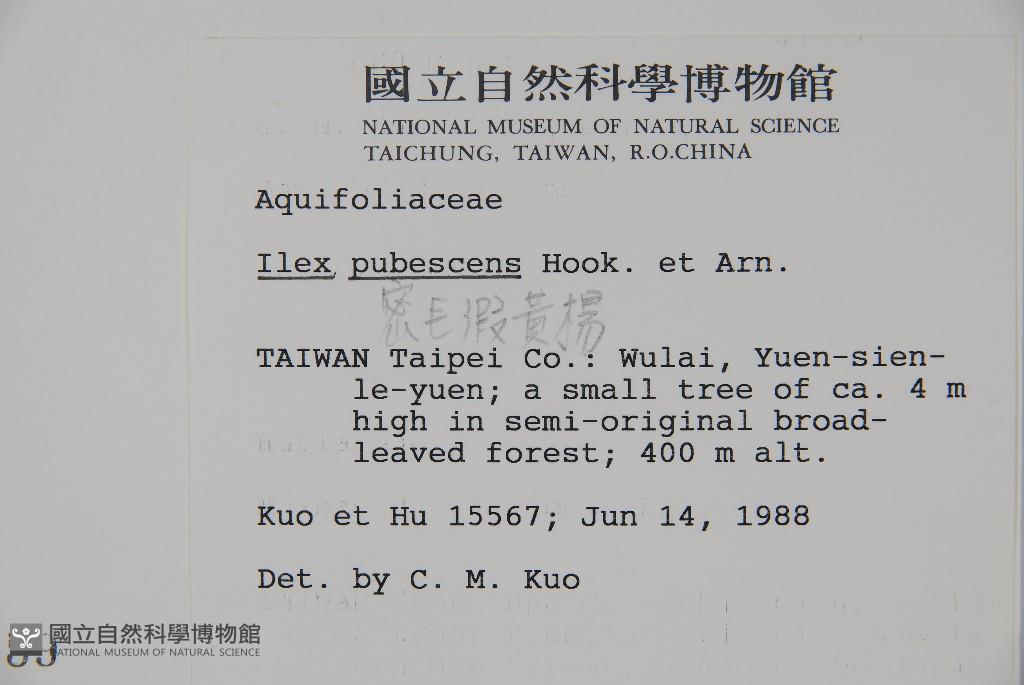 國立自然科學博物館
NATIONAL MUSEUM OF NATURAL SCIENCE
TAICHUNG, TAIWAN, R.O.CHINA
Aquifoliaceae
Ilex pubescens Hook. et Arn.
密毛假黃楊
TAIWAN Taipei Co.: Wulai, Yuen-sien-
le-yuen; a small tree of ca. 4 m
high in semi-original broad-
leaved forest; 400 m alt.
Kuo et Hu 15567; Jun 14, 1988
Det. by C. M. Kuo
國立自然科學博物館
NATIONAL MUSEUM OF NATURAL SCIENCE